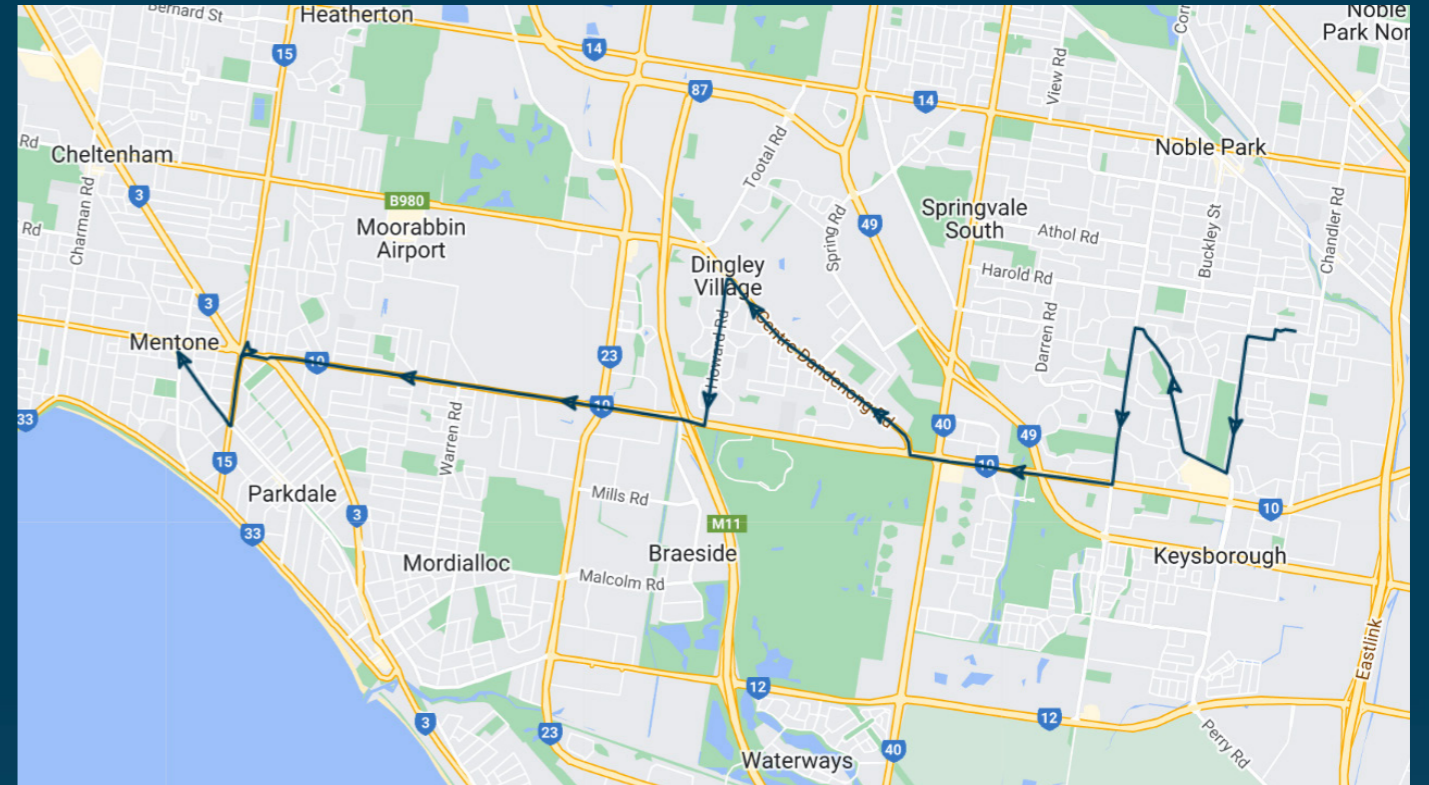 Bernard St
Heatherton
15
14
87
14
View Rd
Noble
Park Nor
Rd
Cheltenham
3
Charman Rd
B980
Moorabbin
Airport
Tootal Rd
Noble Park
Springvale
South
Spring Rd
49
Athol Rd
Buckley St
Chandler Rd
Rd
Harold Rd
Dingley
Village
3
Mentone
10
23
Howard Rd
Centre Dandenong Rd
Darren Rd
33
10
40
49
10
15
Warren Rd
Parkdale
3
Mills Rd
10
33
M11
Mordialloc
Braeside
Keysborough
Malcolm Rd
Eastlink
12
12
3
23
40
Waterways
Perry Rd